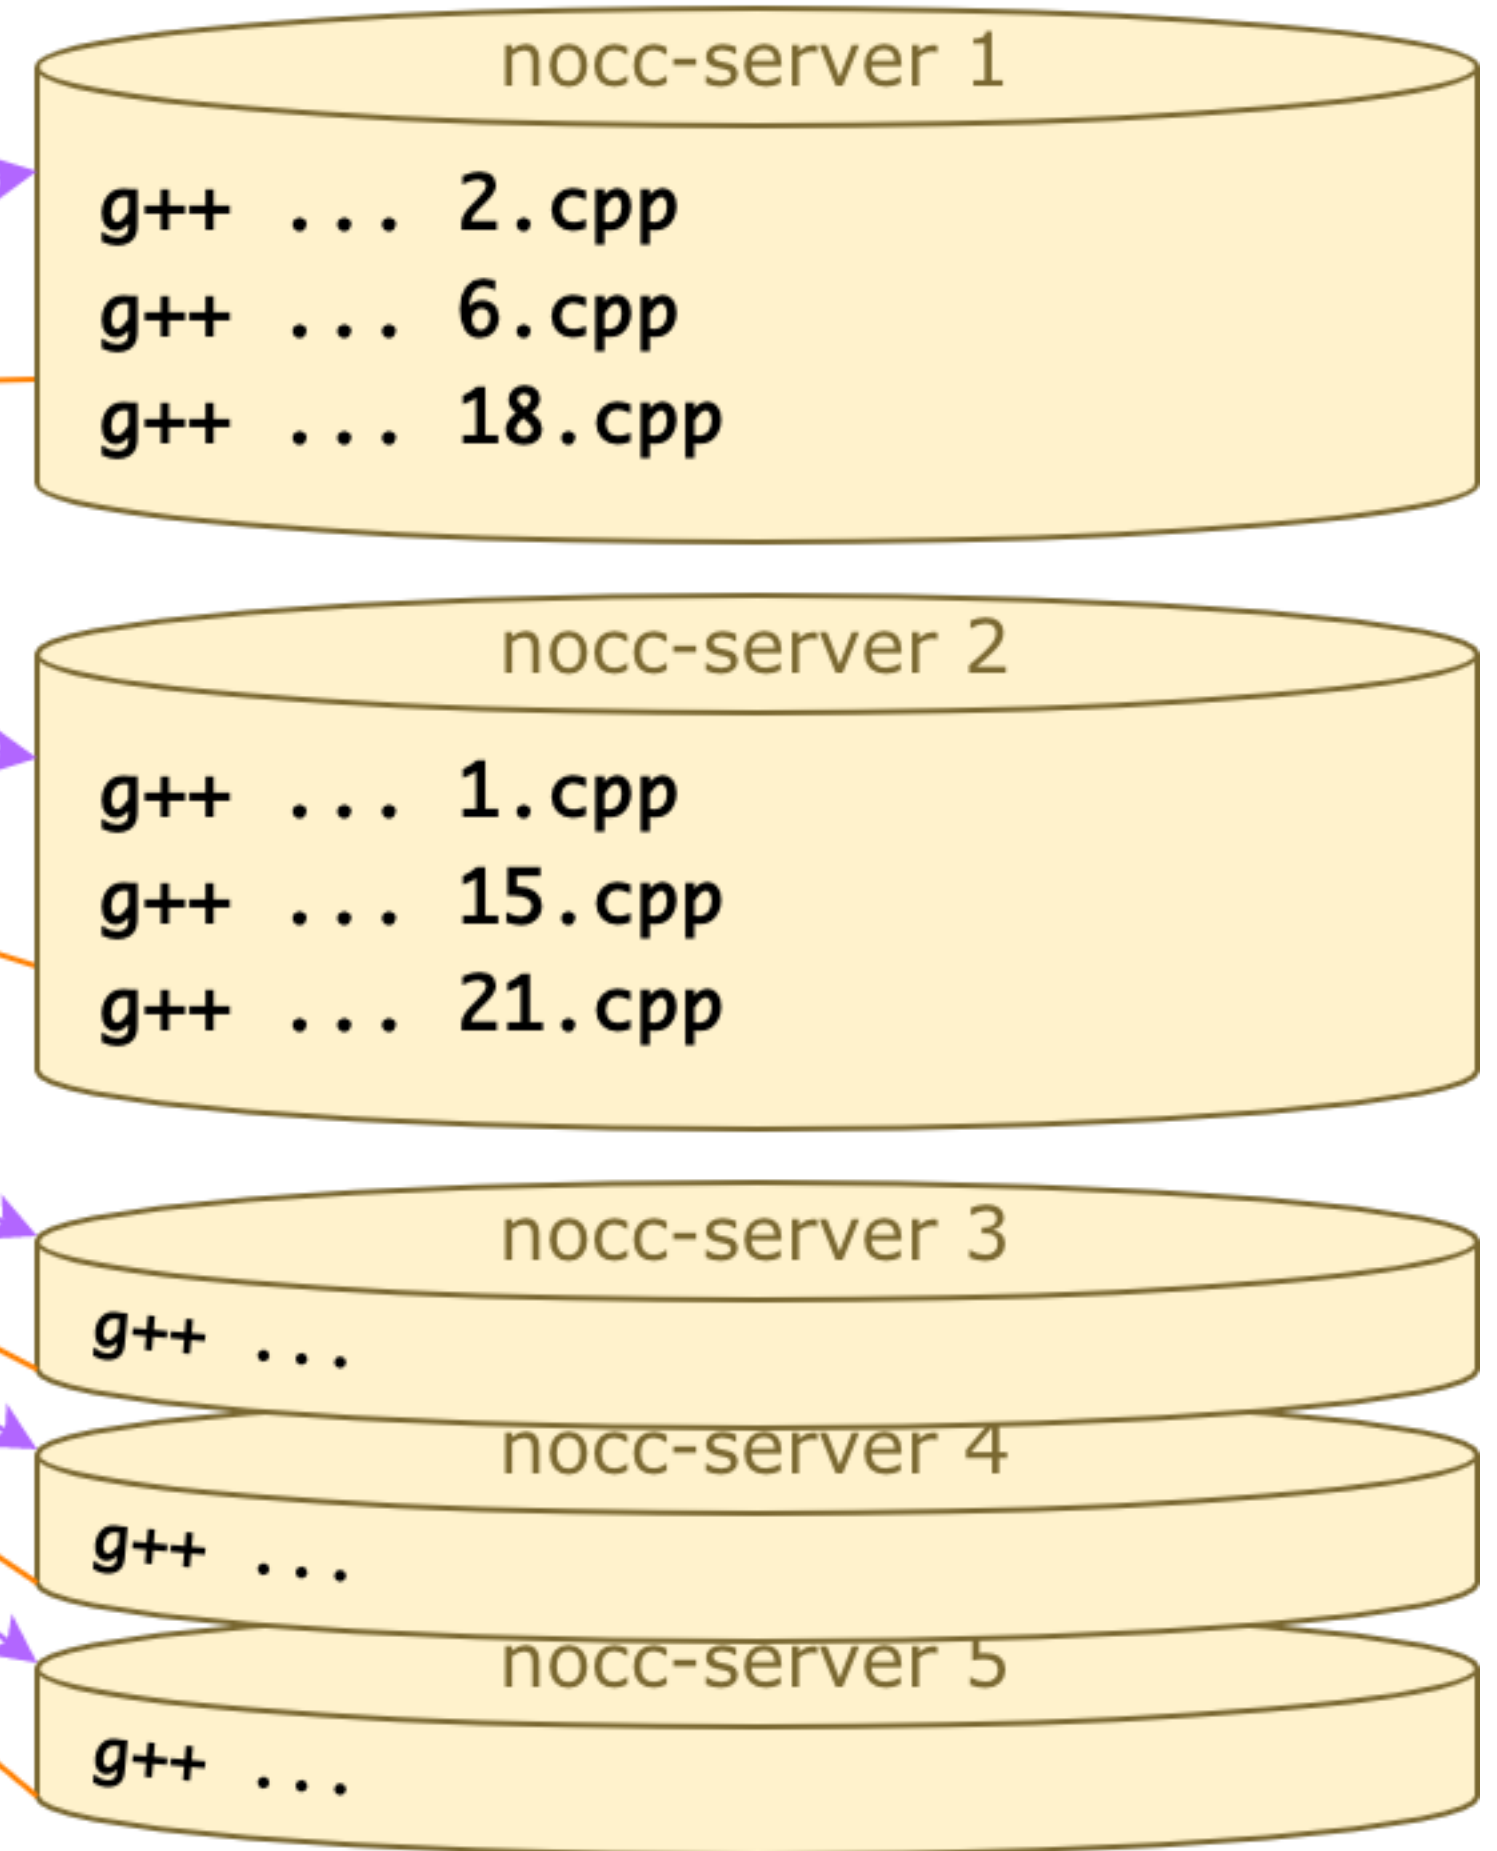 nocc-server 1
g++ ... 2.cpp
g++ ... 6.cpp
g++ ... 18.cpp
nocc-server 2
g++ ... 1.cpp
g++ ... 15.cpp
g++ ... 21.cpp
nocc-server 3
g++ ...
nocc-server 4
g++ ...
nocc-server 5
g++ ...